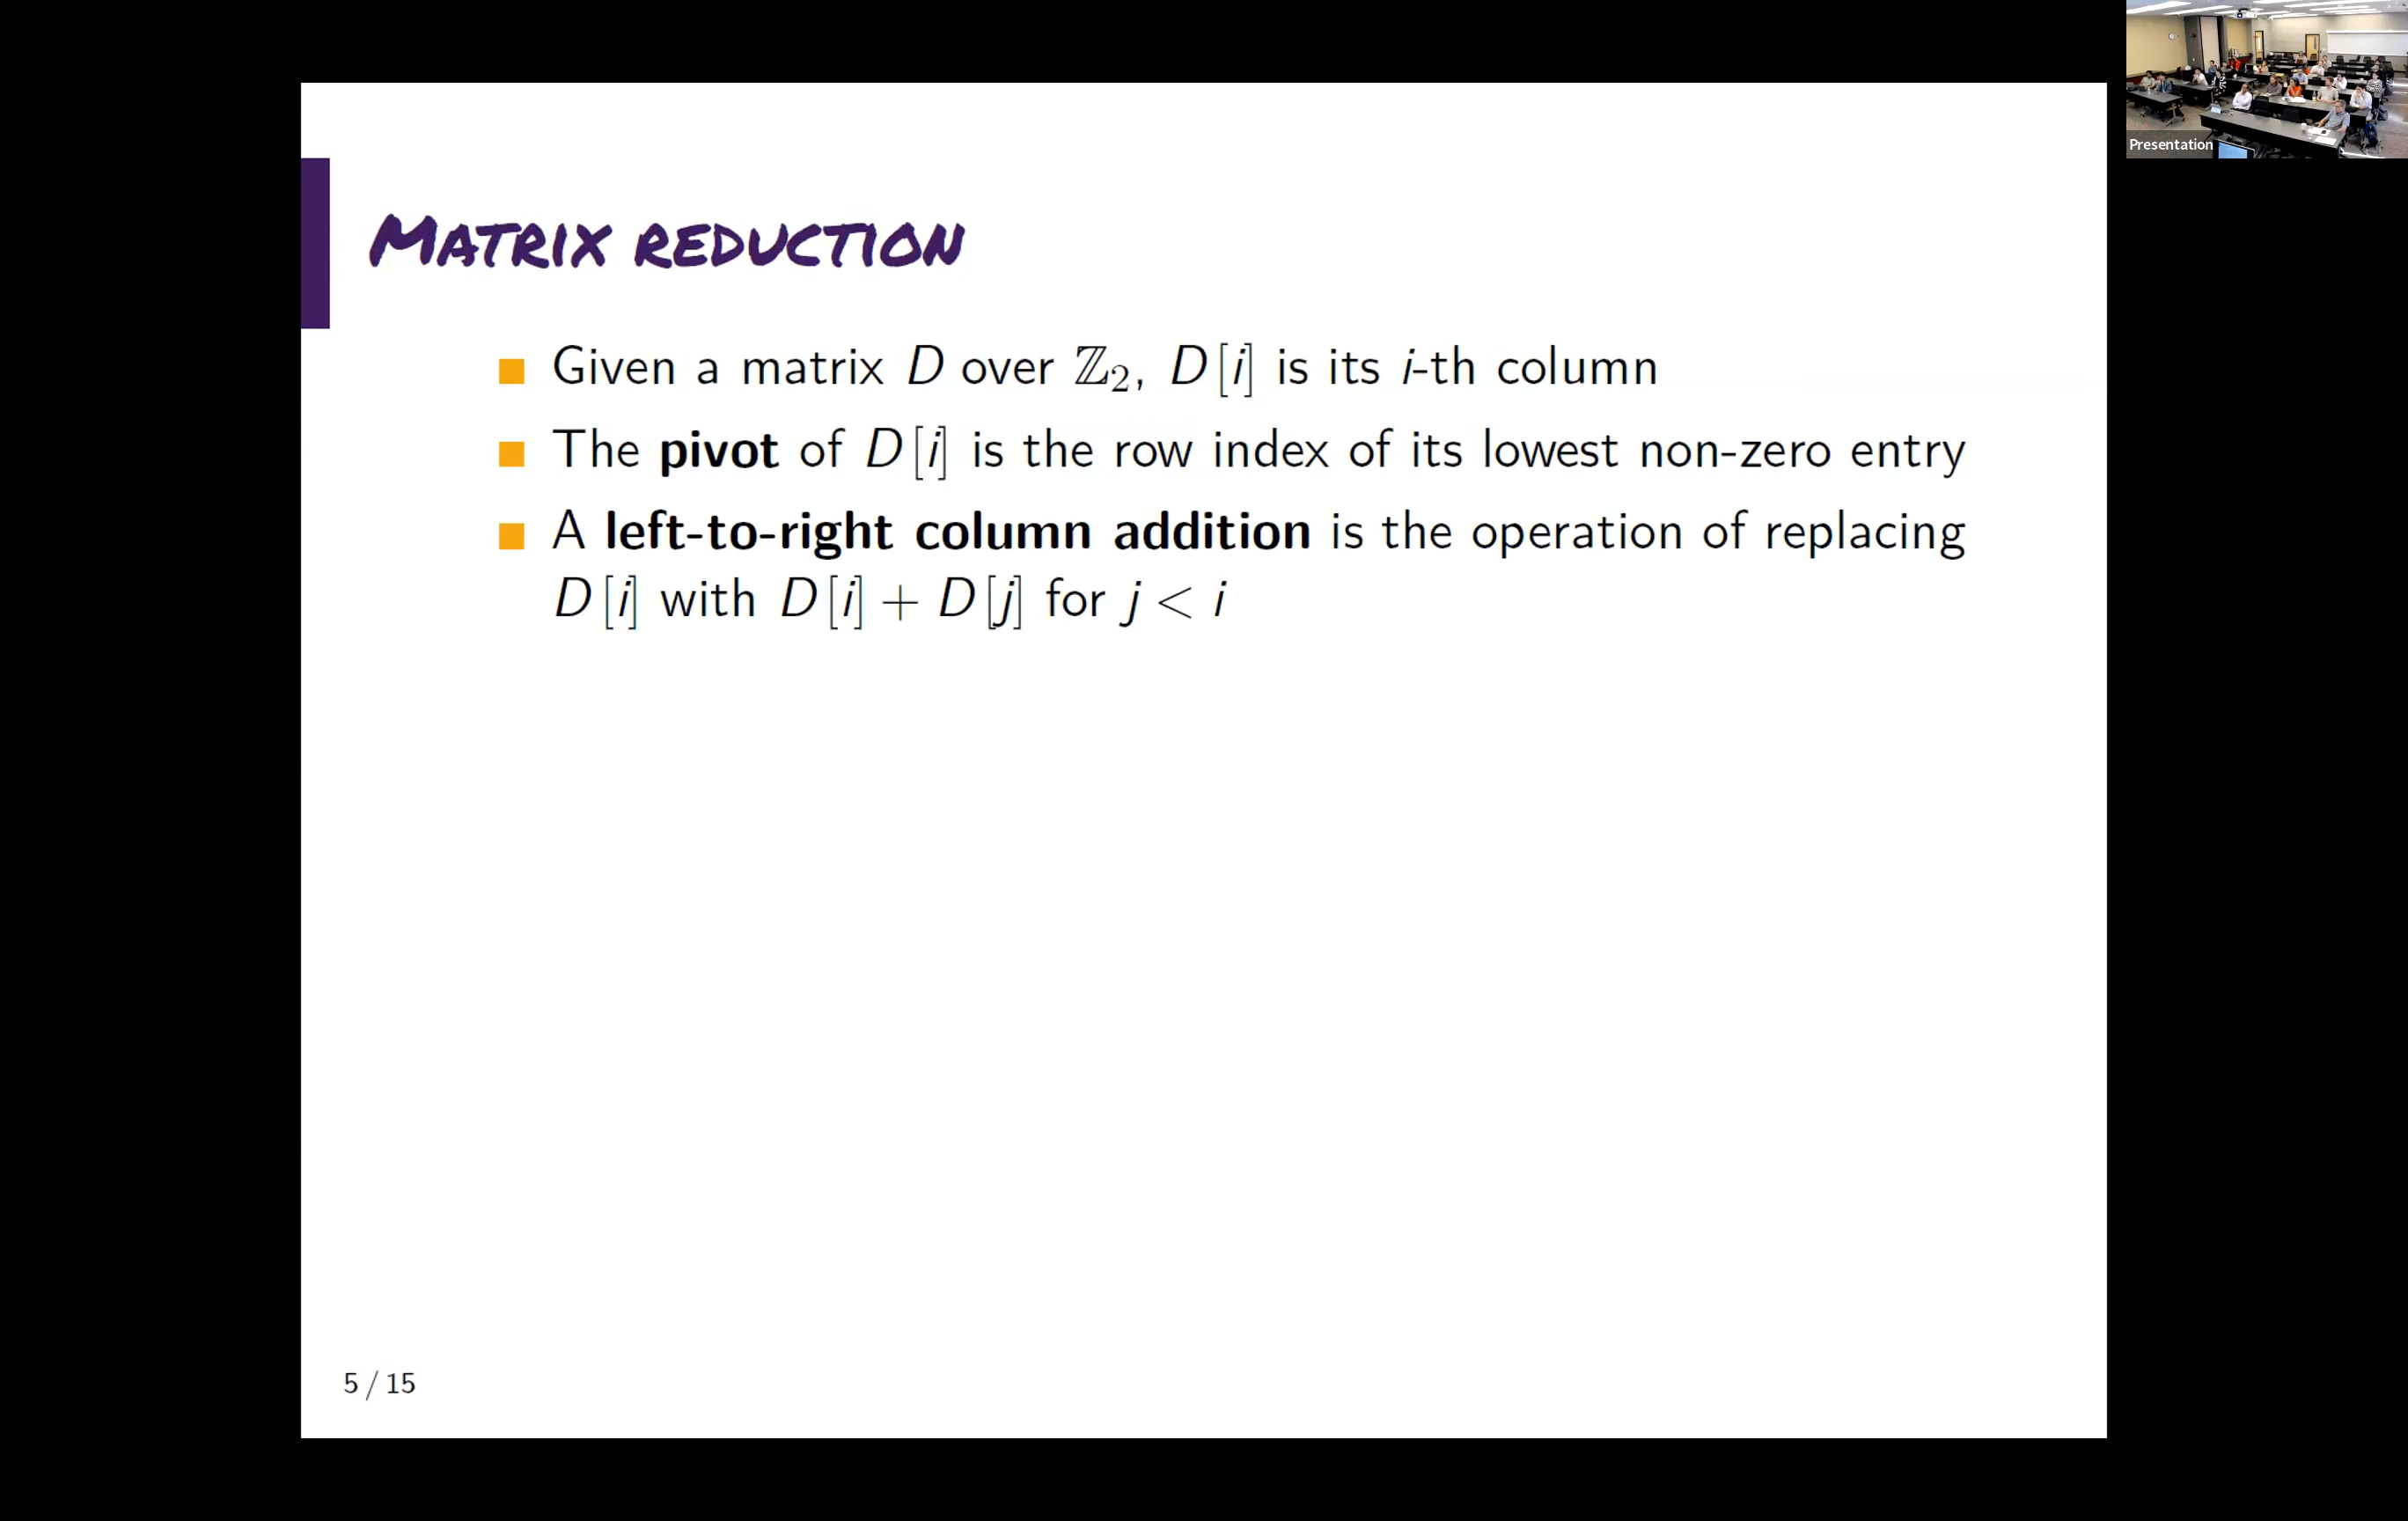 Presentation
MATRIX REDUCTION
Given a matrix D over ℤ₂, D[i] is its i-th column
The pivot of D[i] is the row index of its lowest non-zero entry
A left-to-right column addition is the operation of replacing
D[i] with D[i] + D[j] for j < i
5 / 15